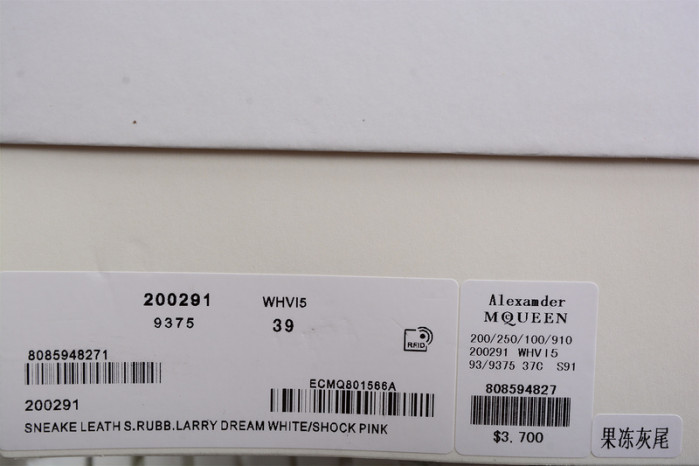 200291 WHVI5
9375 39
RFID
8085948271
ECMQ801566A
200291
SNEAKE LEATH S.RUBB.LARRY DREAM WHITE/SHOCK PINK
Alexamder
MQUEEN
200/250/100/910
200291 WHVI5
93/9375 37C S91
808594827
$3.700
果冻灰尾